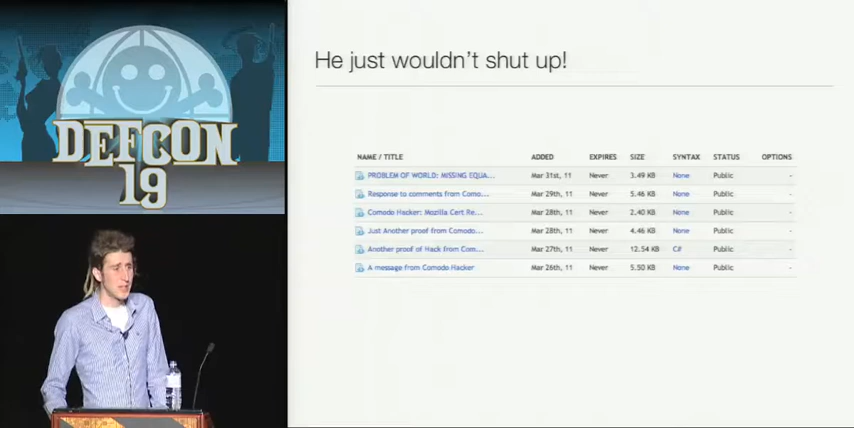 DEFCON
19
He just wouldn't shut up!
NAME / TITLE ADDED EXPIRES SIZE SYNTAX STATUS OPTIONS
PROBLEM OF WORLD: MISSING EQUA... Mar 31st, 11 Never 3.49 KB None Public -
Response to comments from Como... Mar 29th, 11 Never 5.46 KB None Public -
Comodo Hacker: Mozilla Cert Re... Mar 28th, 11 Never 2.40 KB None Public -
Just Another proof from Comodo... Mar 28th, 11 Never 4.46 KB None Public -
Another proof of Hack from Com... Mar 27th, 11 Never 12.54 KB C# Public -
A message from Comodo Hacker Mar 26th, 11 Never 5.50 KB None Public -